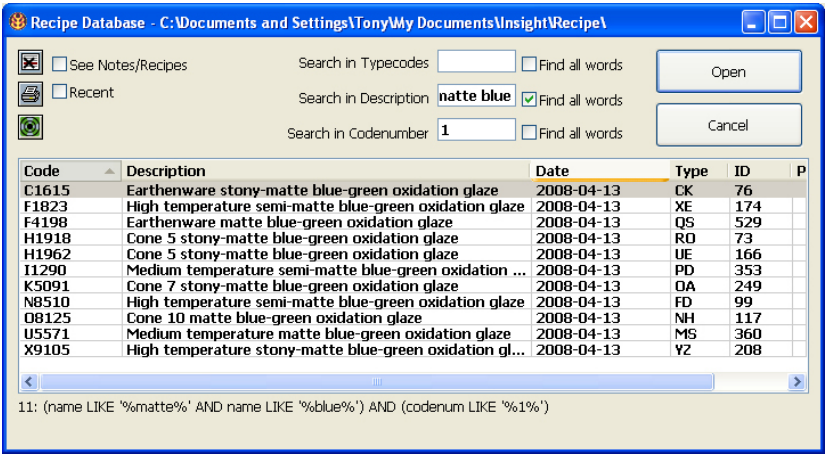 Recipe Database - C:\Documents and Settings\Tony\My Documents\Insight\Recipe\
See Notes/Recipes
Recent
Search in Typecodes
Find all words
Search in Description matte blue
Find all words
Search in Codenumber 1
Find all words
Open
Cancel
Code Description Date Type ID P
C1615 Earthenware stony-matte blue-green oxidation glaze 2008-04-13 CK 76
F1823 High temperature semi-matte blue-green oxidation glaze 2008-04-13 XE 174
F4198 Earthenware matte blue-green oxidation glaze 2008-04-13 QS 529
H1918 Cone 5 stony-matte blue-green oxidation glaze 2008-04-13 RO 73
H1962 Cone 5 stony-matte blue-green oxidation glaze 2008-04-13 UE 166
I1290 Medium temperature semi-matte blue-green oxidation ... 2008-04-13 PD 353
K5091 Cone 7 stony-matte blue-green oxidation glaze 2008-04-13 OA 249
N8510 High temperature semi-matte blue-green oxidation glaze 2008-04-13 FD 99
O8125 Cone 10 matte blue-green oxidation glaze 2008-04-13 NH 117
U5571 Medium temperature matte blue-green oxidation glaze 2008-04-13 MS 360
X9105 High temperature stony-matte blue-green oxidation gl... 2008-04-13 YZ 208
11: (name LIKE '%matte%' AND name LIKE '%blue%') AND (codenum LIKE '%1%')